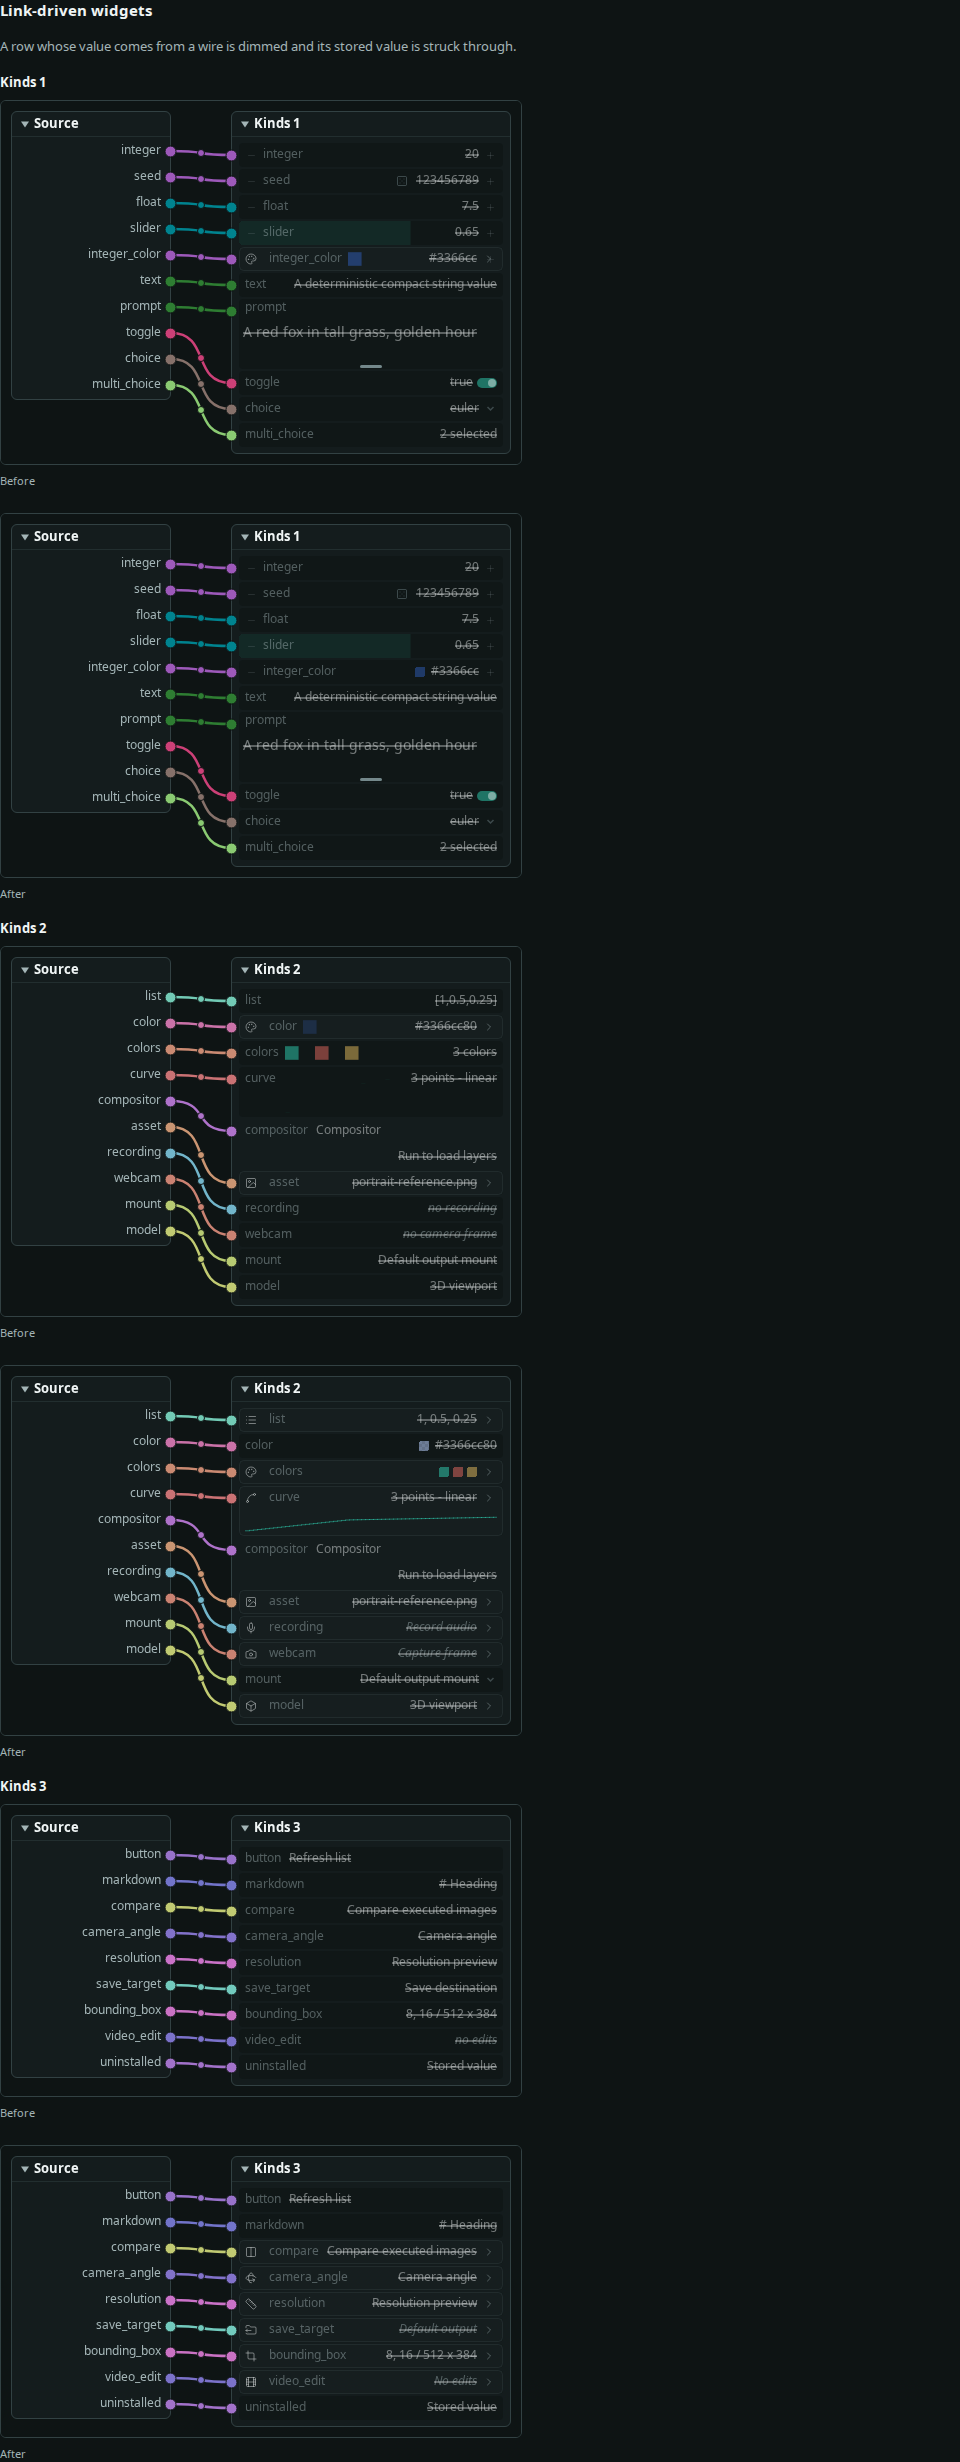 Link-driven widgets
A row whose value comes from a wire is dimmed and its stored value is struck through.
Kinds 1
Source
integer
seed
float
slider
integer_color
text
prompt
toggle
choice
multi_choice
Kinds 1
integer 20
seed 123456789
float 7.5
slider 0.65
integer_color #3366cc
text A deterministic compact string value
prompt
A red fox in tall grass, golden hour
toggle true
choice euler
multi_choice 2 selected
Before
Source
integer
seed
float
slider
integer_color
text
prompt
toggle
choice
multi_choice
Kinds 1
integer 20
seed 123456789
float 7.5
slider 0.65
integer_color #3366cc
text A deterministic compact string value
prompt
A red fox in tall grass, golden hour
toggle true
choice euler
multi_choice 2 selected
After
Kinds 2
Source
list
color
colors
curve
compositor
asset
recording
webcam
mount
model
Kinds 2
list [1,0.5,0.25]
color #3366cc80
colors 3 colors
curve 3 points - linear
compositor Compositor
Run to load layers
asset portrait-reference.png
recording no recording
webcam no camera frame
mount Default output mount
model 3D viewport
Before
Source
list
color
colors
curve
compositor
asset
recording
webcam
mount
model
Kinds 2
list 1, 0.5, 0.25
color #3366cc80
colors
curve 3 points - linear
compositor Compositor
Run to load layers
asset portrait-reference.png
recording Record audio
webcam Capture frame
mount Default output mount
model 3D viewport
After
Kinds 3
Source
button
markdown
compare
camera_angle
resolution
save_target
bounding_box
video_edit
uninstalled
Kinds 3
button Refresh list
markdown # Heading
compare Compare executed images
camera_angle Camera angle
resolution Resolution preview
save_target Save destination
bounding_box 8, 16 / 512 x 384
video_edit no edits
uninstalled Stored value
Before
Source
button
markdown
compare
camera_angle
resolution
save_target
bounding_box
video_edit
uninstalled
Kinds 3
button Refresh list
markdown # Heading
compare Compare executed images
camera_angle Camera angle
resolution Resolution preview
save_target Default output
bounding_box 8, 16 / 512 x 384
video_edit No edits
uninstalled Stored value
After